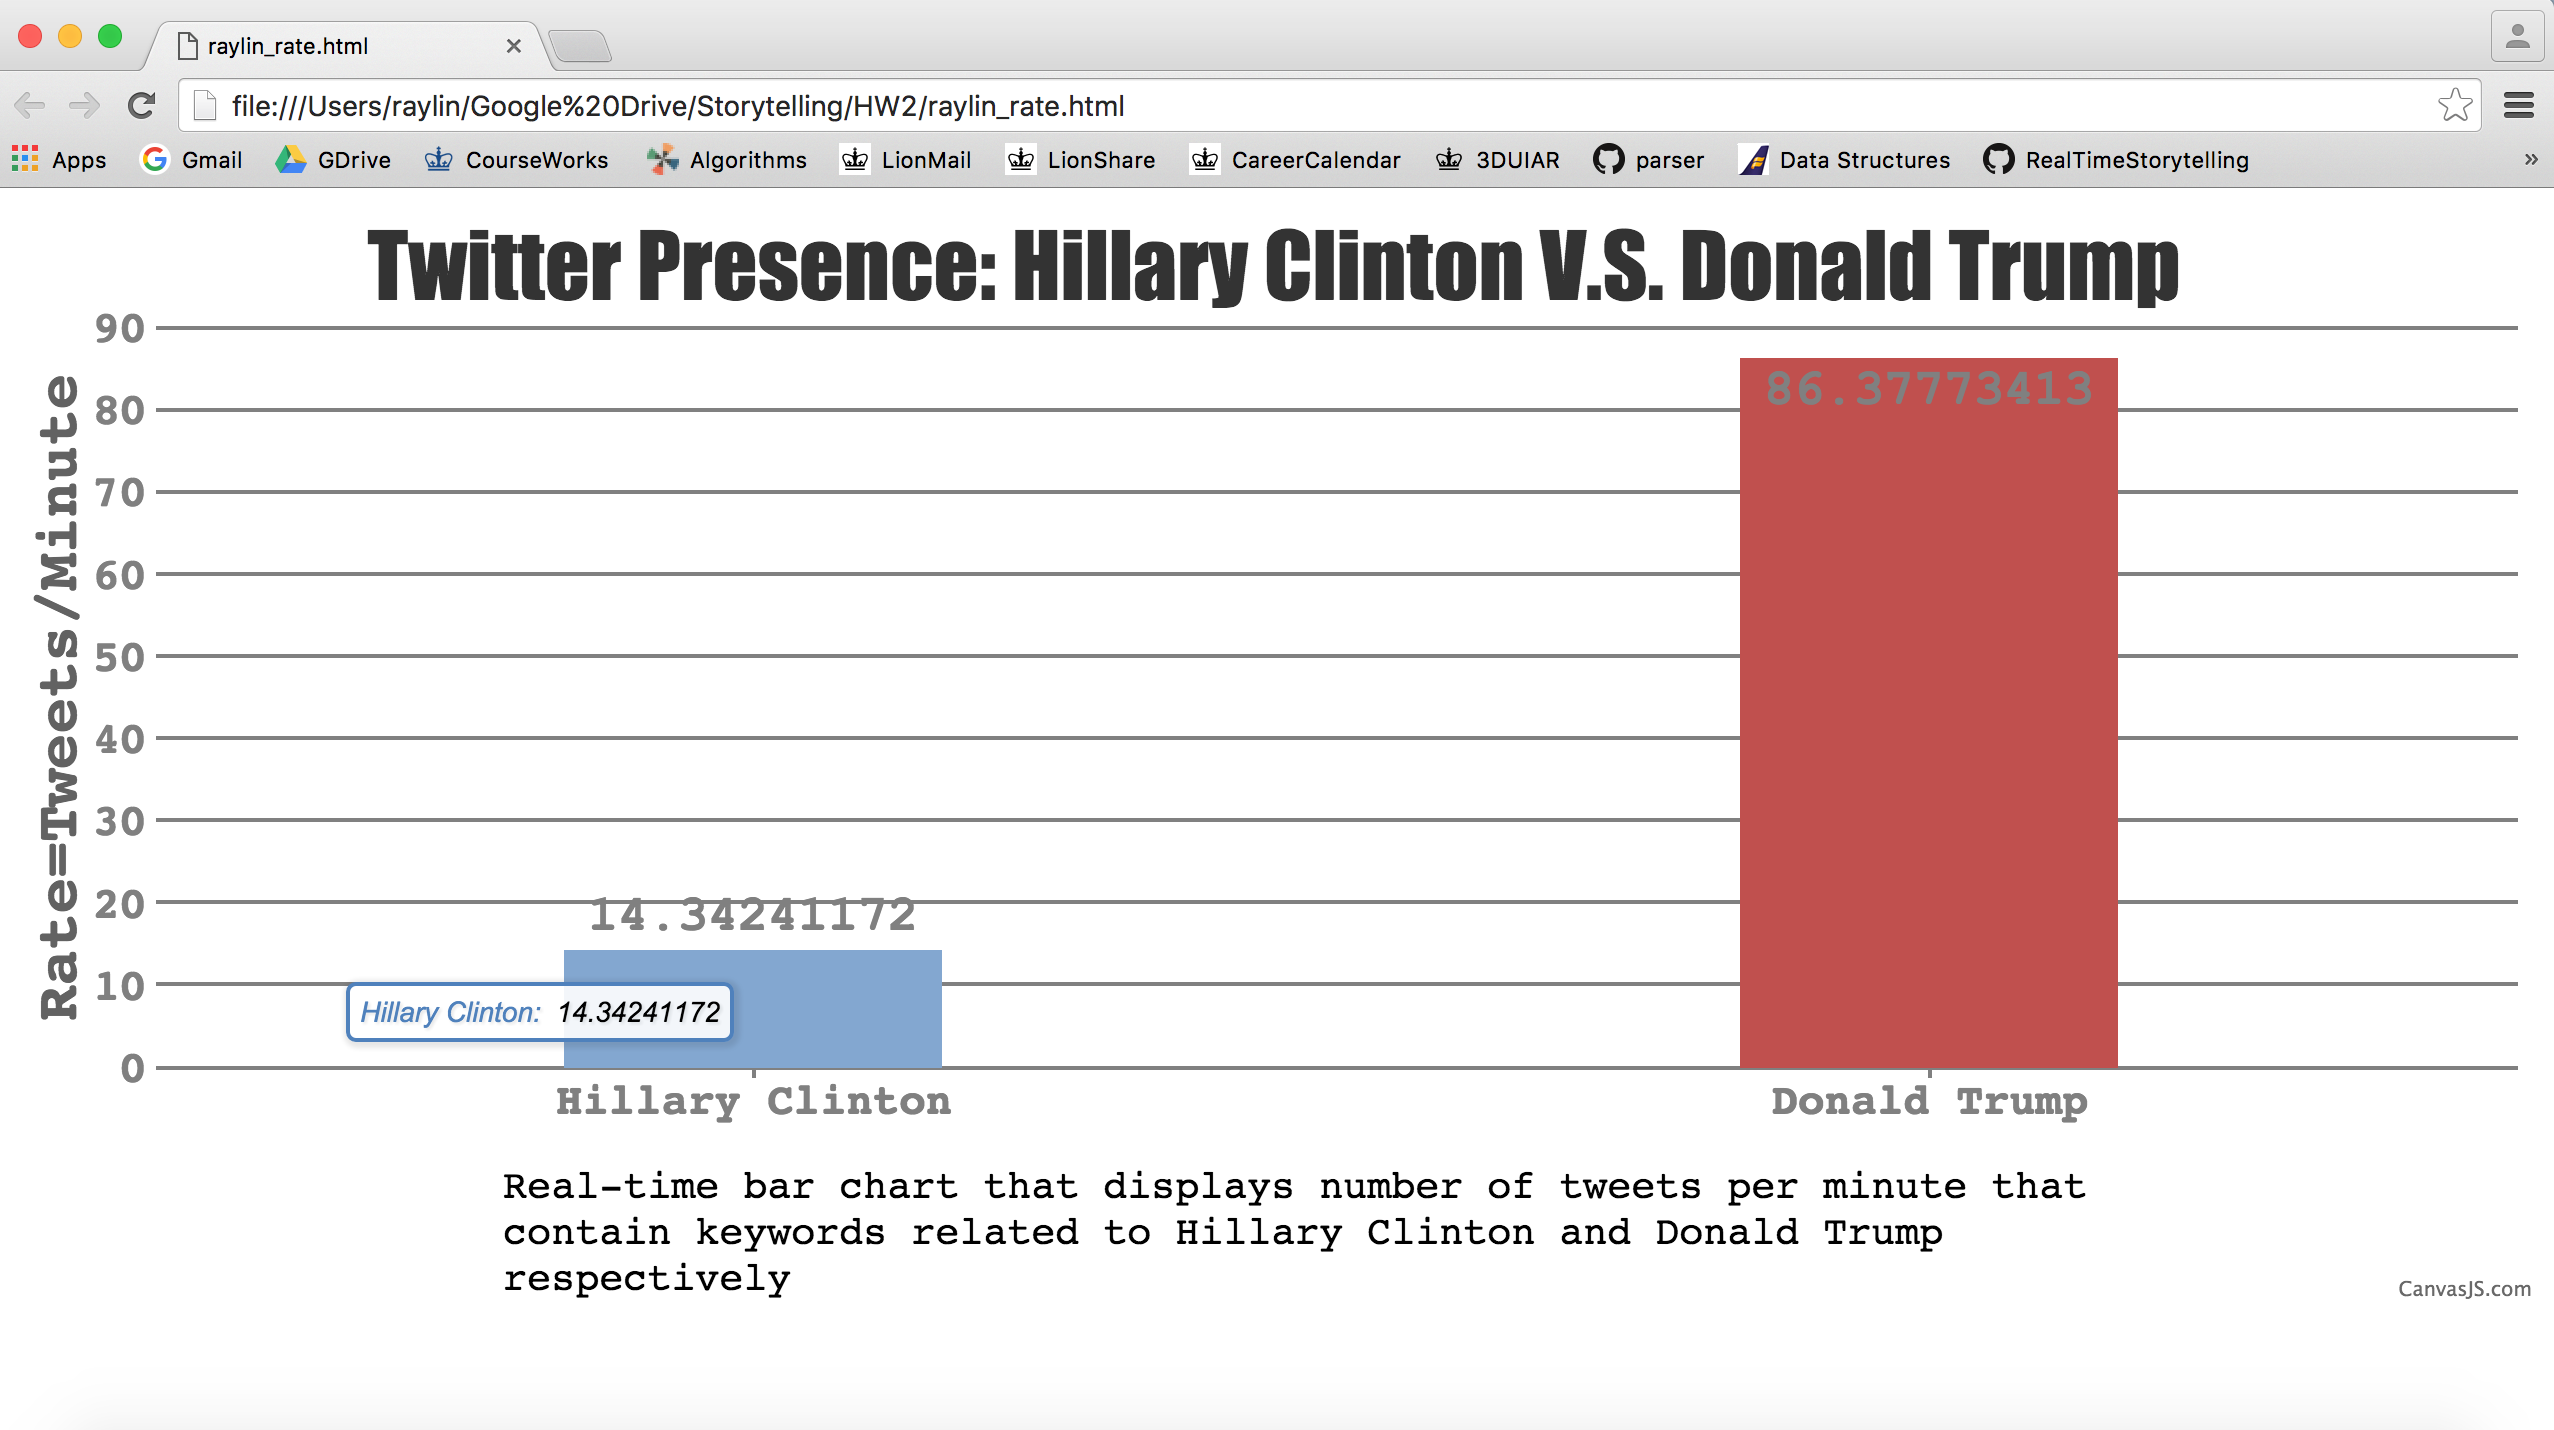 raylin_rate.html
file:///Users/raylin/Google%20Drive/Storytelling/HW2/raylin_rate.html
Apps Gmail GDrive CourseWorks Algorithms LionMail LionShare CareerCalendar 3DUIAR parser Data Structures RealTimeStorytelling »
Twitter Presence: Hillary Clinton V.S. Donald Trump
Rate=Tweets/Minute
90
80
70
60
50
40
30
20
10
0
86.37773413
14.34241172
Hillary Clinton: 14.34241172
Hillary Clinton
Donald Trump
Real-time bar chart that displays number of tweets per minute that
contain keywords related to Hillary Clinton and Donald Trump
respectively
CanvasJS.com